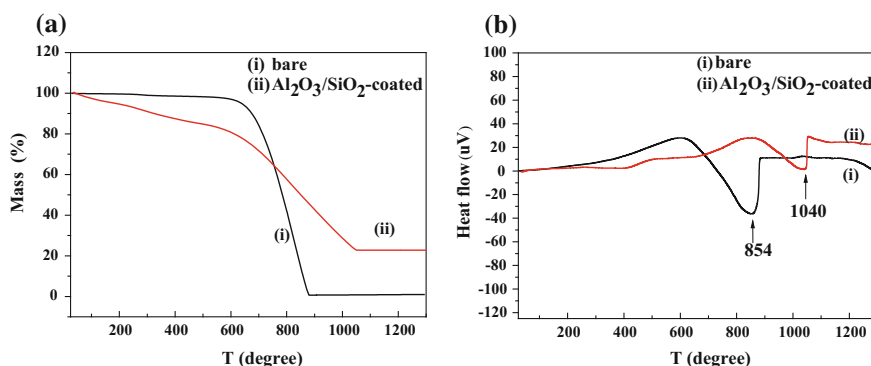 (a)
120
100
80
60
40
20
0
Mass (%)
(i) bare
(ii) Al₂O₃/SiO₂-coated
(i)
(ii)
200 400 600 800 1000 1200
T (degree)
(b)
100
80
60
40
20
0
-20
-40
-60
-80
-100
-120
Heat flow (uV)
(i) bare
(ii) Al₂O₃/SiO₂-coated
(ii)
(i)
1040
854
200 400 600 800 1000 1200
T (degree)